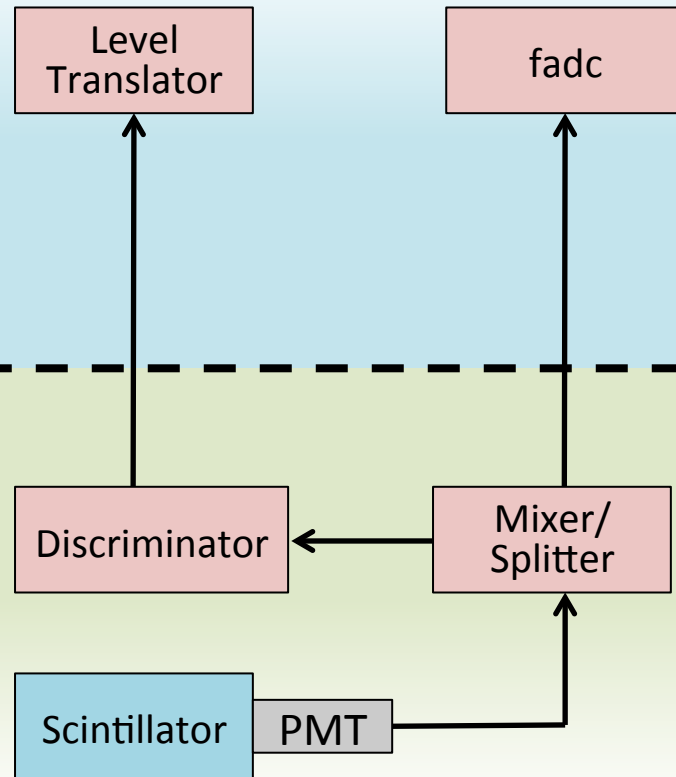 Level
Translator
fadc
Discriminator
Mixer/
Splitter
Scintillator
PMT